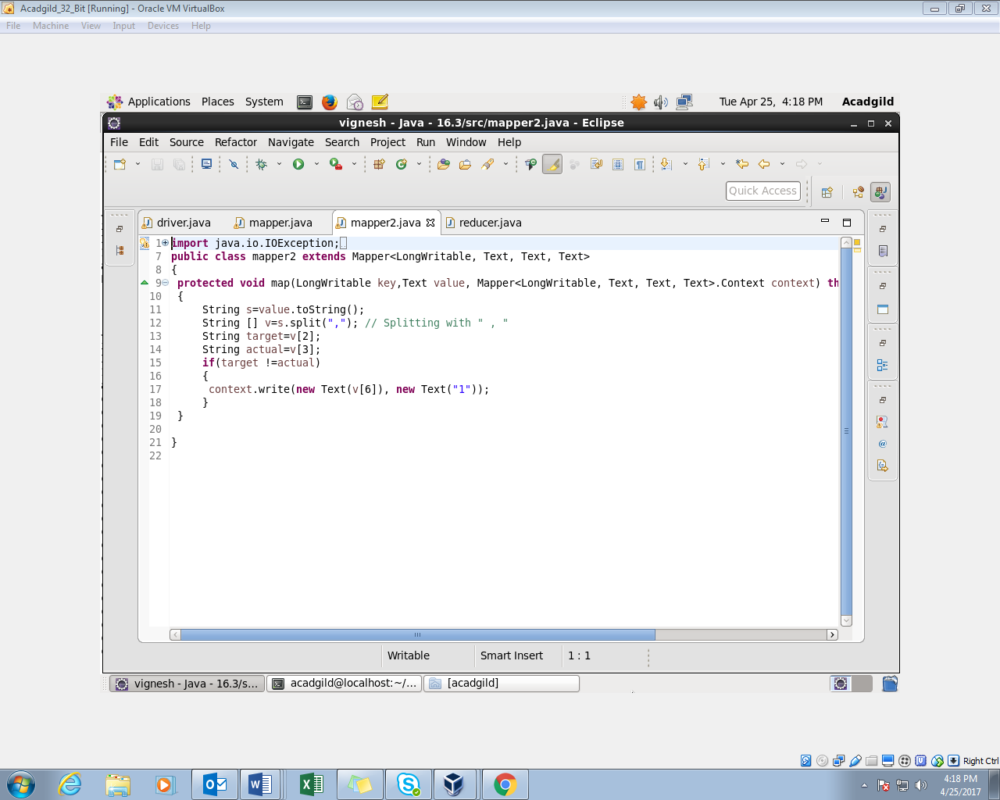 Acadgild_32_Bit [Running] - Oracle VM VirtualBox
File Machine View Input Devices Help
Applications Places System Tue Apr 25, 4:18 PM Acadgild
vignesh - Java - 16.3/src/mapper2.java - Eclipse
File Edit Source Refactor Navigate Search Project Run Window Help
Quick Access
driver.java mapper.java mapper2.java reducer.java
1 import java.io.IOException;
7 public class mapper2 extends Mapper<LongWritable, Text, Text, Text>
8 {
9 protected void map(LongWritable key,Text value, Mapper<LongWritable, Text, Text, Text>.Context context) th
10 {
11 String s=value.toString();
12 String [] v=s.split(","); // Splitting with " , "
13 String target=v[2];
14 String actual=v[3];
15 if(target !=actual)
16 {
17 context.write(new Text(v[6]), new Text("1"));
18 }
19 }
20
21 }
22
Writable Smart Insert 1 : 1
vignesh - Java - 16.3/s... acadgild@localhost:~/... [acadgild]
Right Ctrl
4:18 PM
4/25/2017